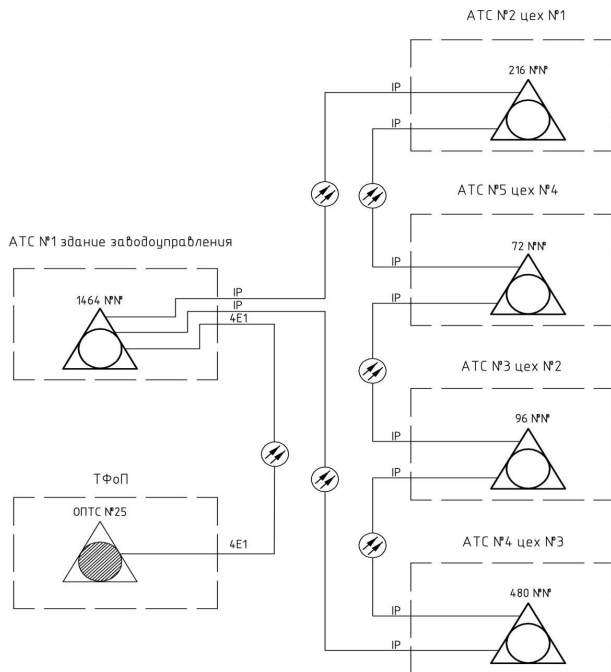 АТС №2 цех №1
216 №№
IP
IP
АТС №5 цех №4
72 №№
IP
IP
АТС №1 здание заводоуправления
1464 №№
IP
IP
4Е1
АТС №3 цех №2
96 №№
IP
IP
ТФоП
ОПТС №25
4Е1
АТС №4 цех №3
480 №№
IP
IP